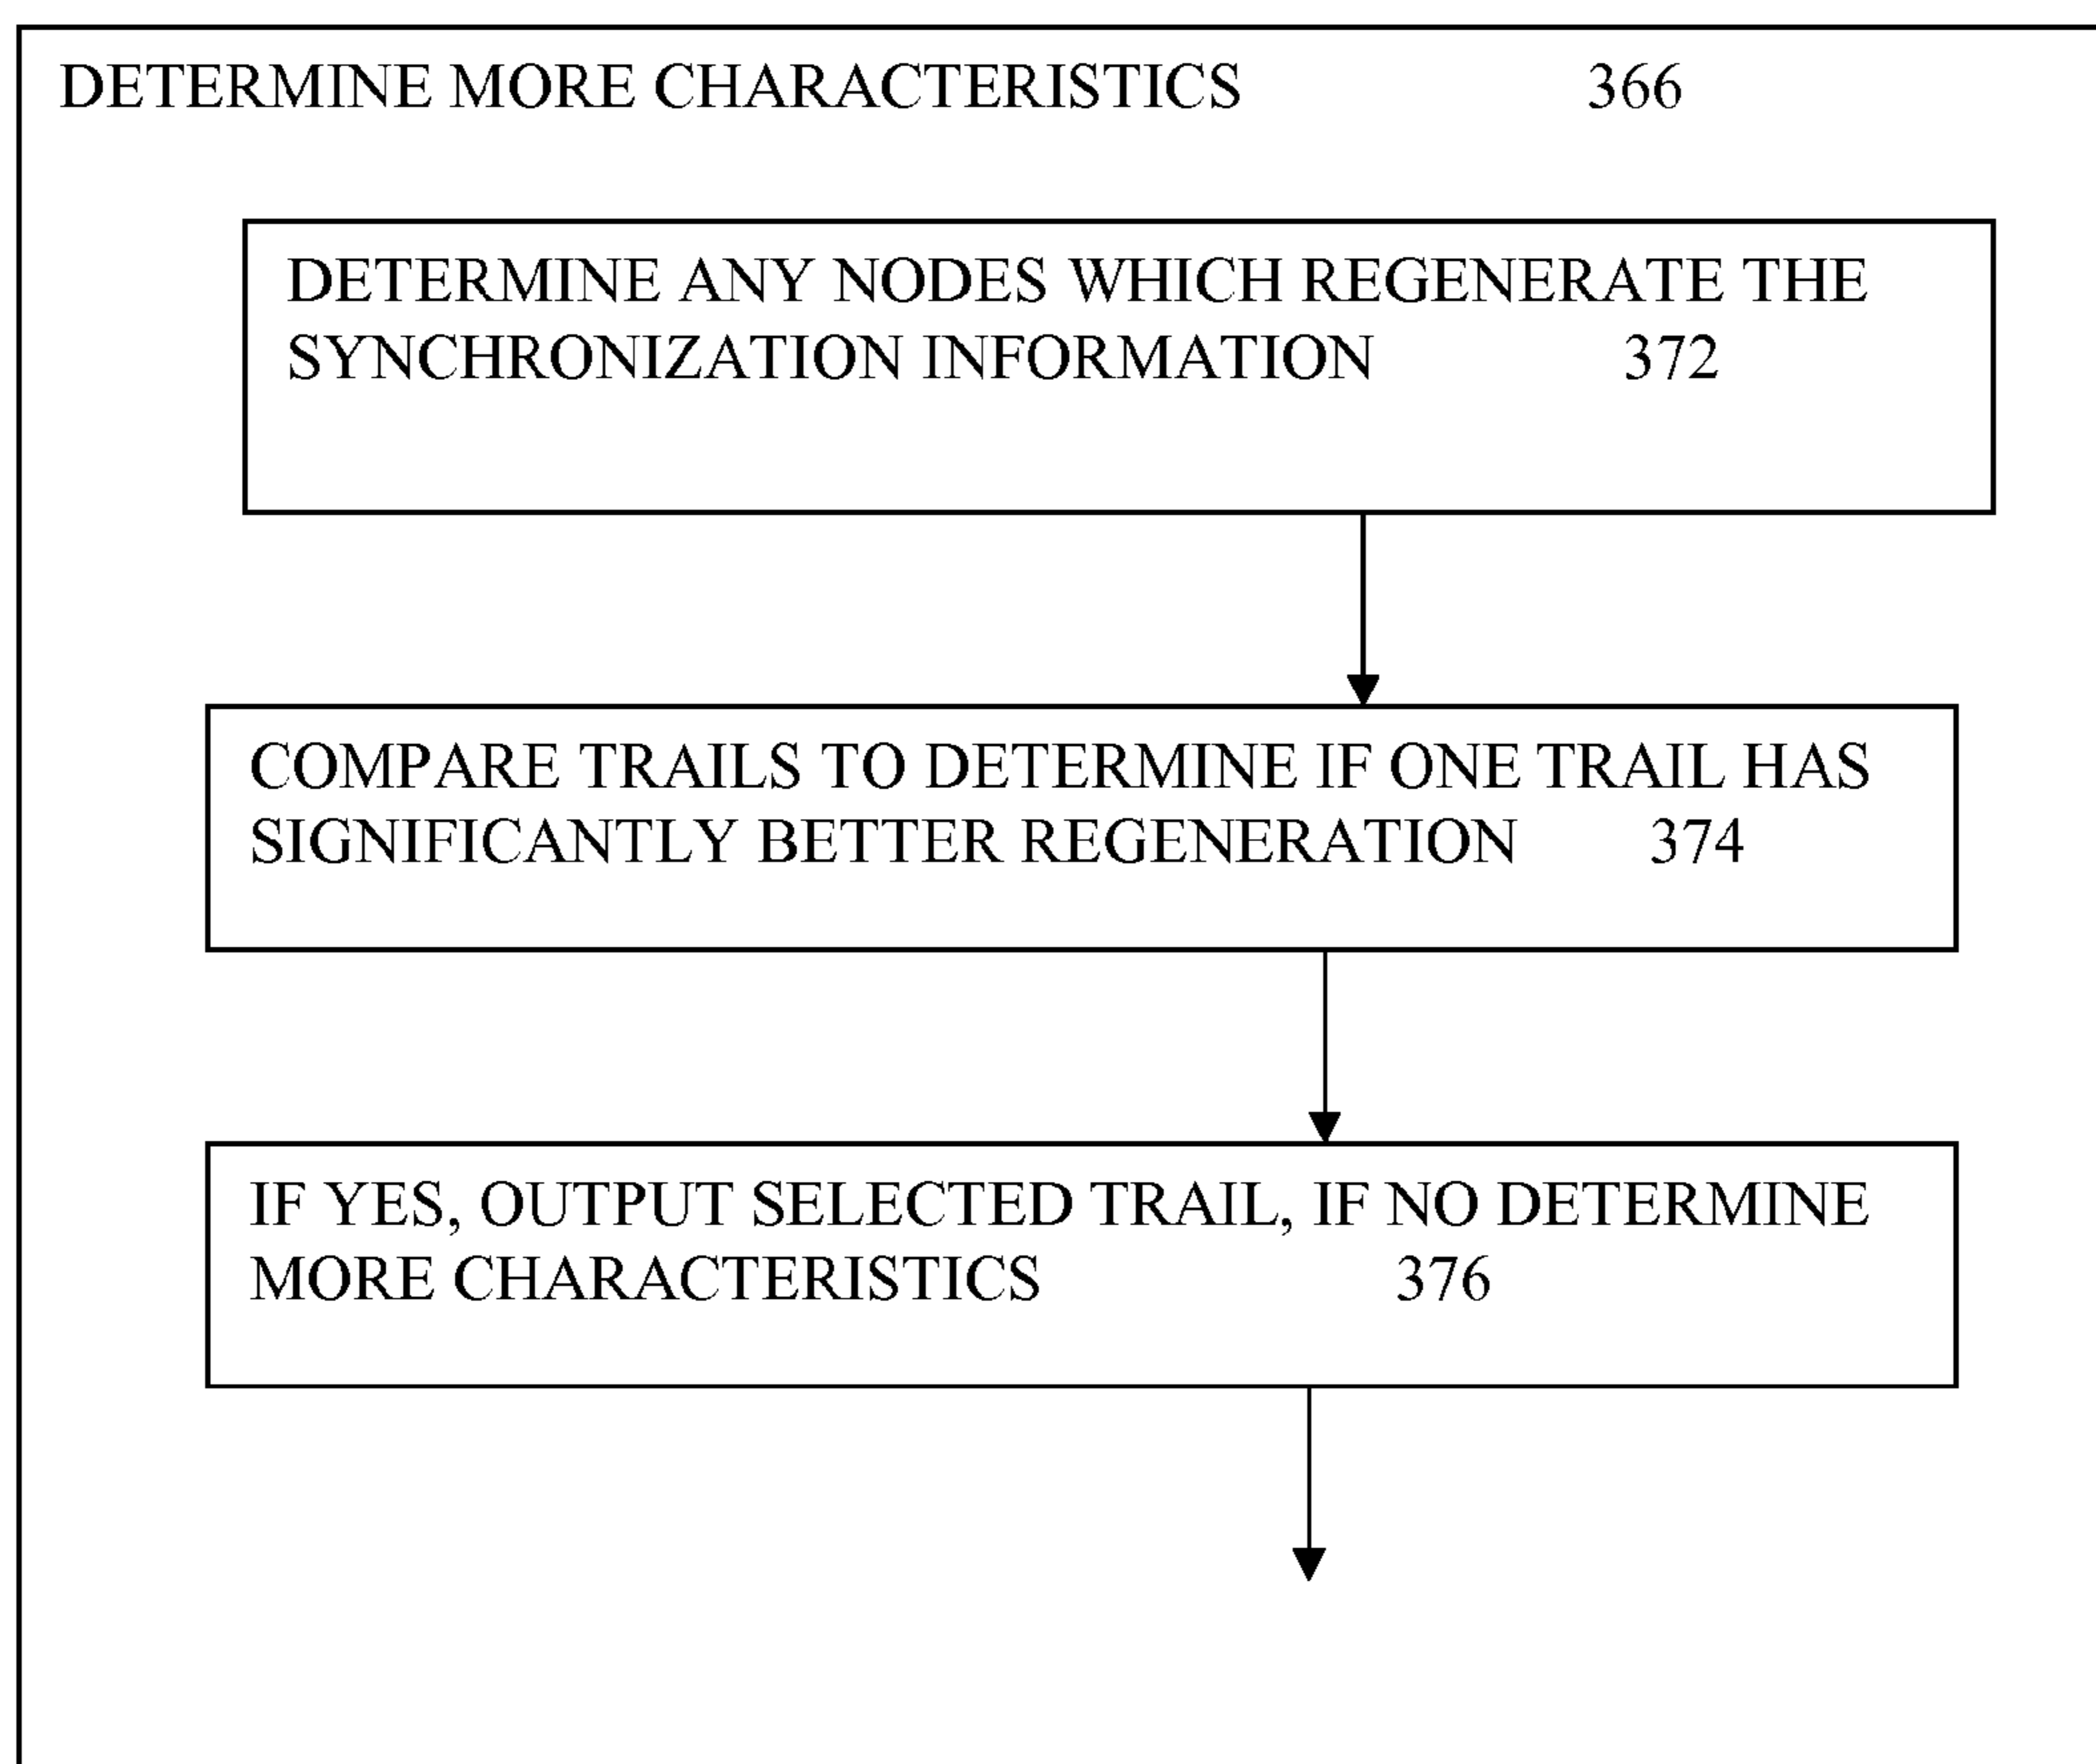 DETERMINE MORE CHARACTERISTICS 366
DETERMINE ANY NODES WHICH REGENERATE THE
SYNCHRONIZATION INFORMATION 372
COMPARE TRAILS TO DETERMINE IF ONE TRAIL HAS
SIGNIFICANTLY BETTER REGENERATION 374
IF YES, OUTPUT SELECTED TRAIL, IF NO DETERMINE
MORE CHARACTERISTICS 376